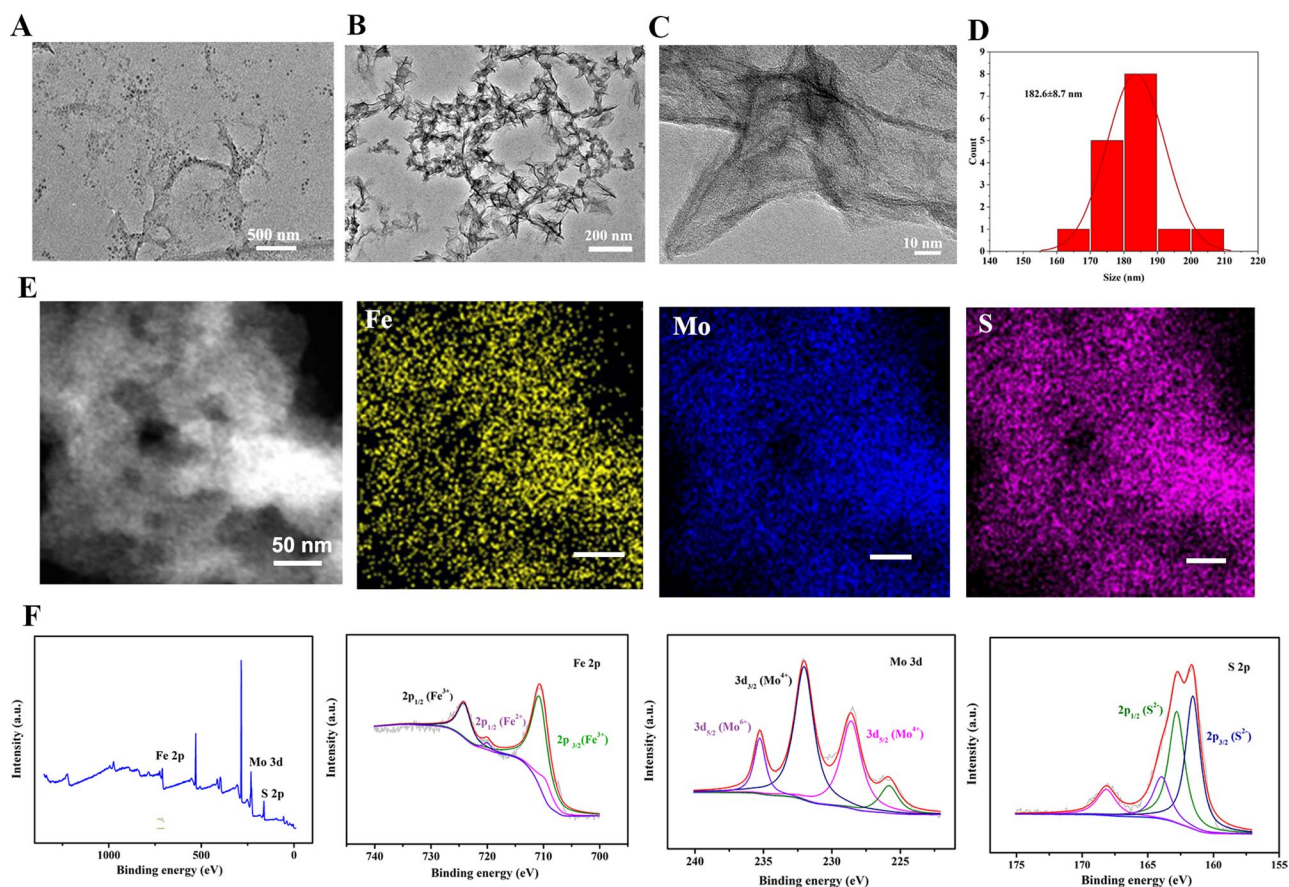 A
B
C
D
500 nm
200 nm
10 nm
182.6±8.7 nm
Count
9
8
7
6
5
4
3
2
1
0
140 150 160 170 180 190 200 210 220
Size (nm)
E
Fe
Mo
S
50 nm
F
Intensity (a.u.)
Fe 2p
Mo 3d
S 2p
1000 500 0
Binding energy (eV)
Intensity (a.u.)
Fe 2p
2p1/2 (Fe3+)
2p1/2 (Fe2+)
2p 3/2(Fe3+)
740 730 720 710 700
Binding energy (eV)
Intensity (a.u.)
Mo 3d
3d3/2 (Mo4+)
3d5/2 (Mo6+)
3d5/2 (Mo4+)
240 235 230 225
Binding energy (eV)
Intensity (a.u.)
S 2p
2p1/2 (S2-)
2p3/2 (S2-)
175 167 163 157 155
Binding energy (eV)